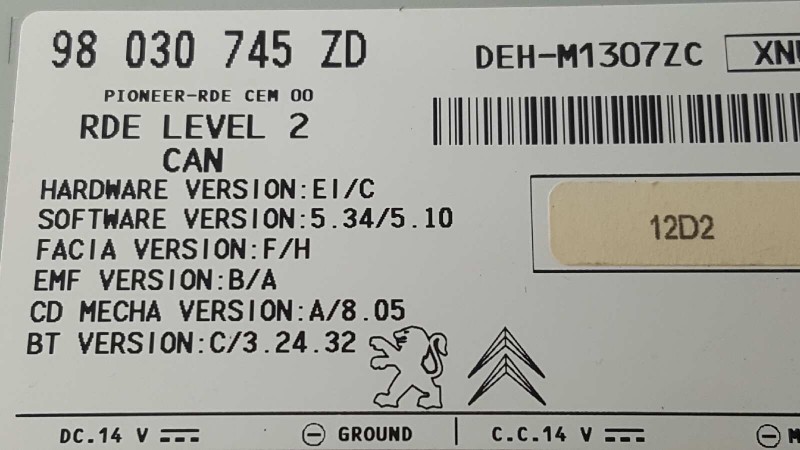 98 030 745 ZD
DEH-M1307ZC
PIONEER-RDE CEM 00
RDE LEVEL 2
CAN
HARDWARE VERSION:EI/C
SOFTWARE VERSION:5.34/5.10
12D2
FACIA VERSION:F/H
EMF VERSION:B/A
CD MECHA VERSION:A/8.05
BT VERSION:C/3.24.32
DC.14 V ⎓ ⊖ GROUND | C.C.14 V ⎓ ⊖